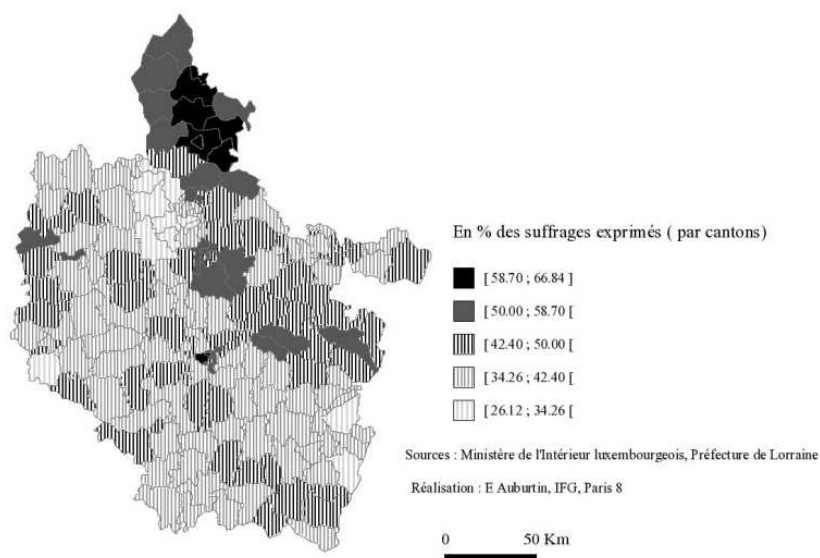 En % des suffrages exprimés ( par cantons)
[ 58.70 ; 66.84 ]
[ 50.00 ; 58.70 [
[ 42.40 ; 50.00 [
[ 34.26 ; 42.40 [
[ 26.12 ; 34.26 [
Sources : Ministère de l'Intérieur luxembourgeois, Préfecture de Lorraine
Réalisation : E Auburtin, IFG, Paris 8
0 50 Km